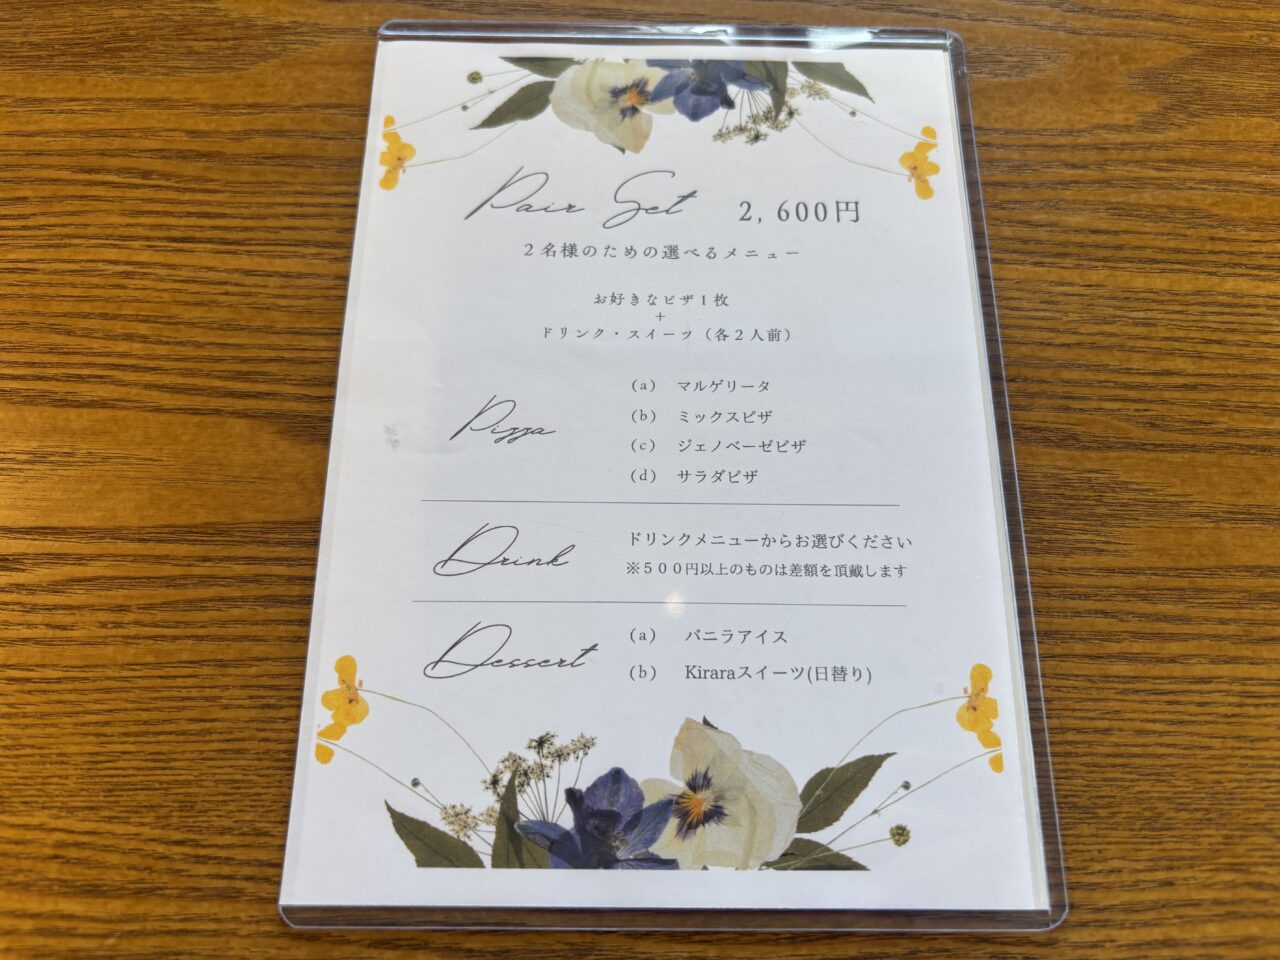 Pair Set 2,600円
２名様のための選べるメニュー
お好きなピザ１枚
+
ドリンク・スイーツ（各２人前）
Pizza
(a) マルゲリータ
(b) ミックスピザ
(c) ジェノベーゼピザ
(d) サラダピザ
Drink
ドリンクメニューからお選びください
※５００円以上のものは差額を頂戴します
Dessert
(a) バニラアイス
(b) Kiraraスイーツ(日替り)